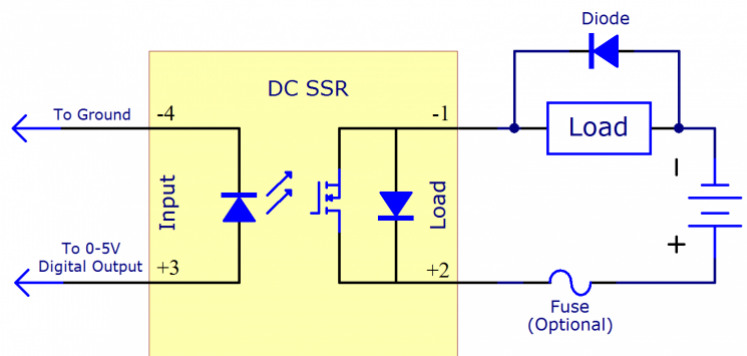 Diode
DC SSR
To Ground
-4
-1
Load
Input
Load
−
+
To 0-5V
Digital Output
+3
+2
Fuse
(Optional)